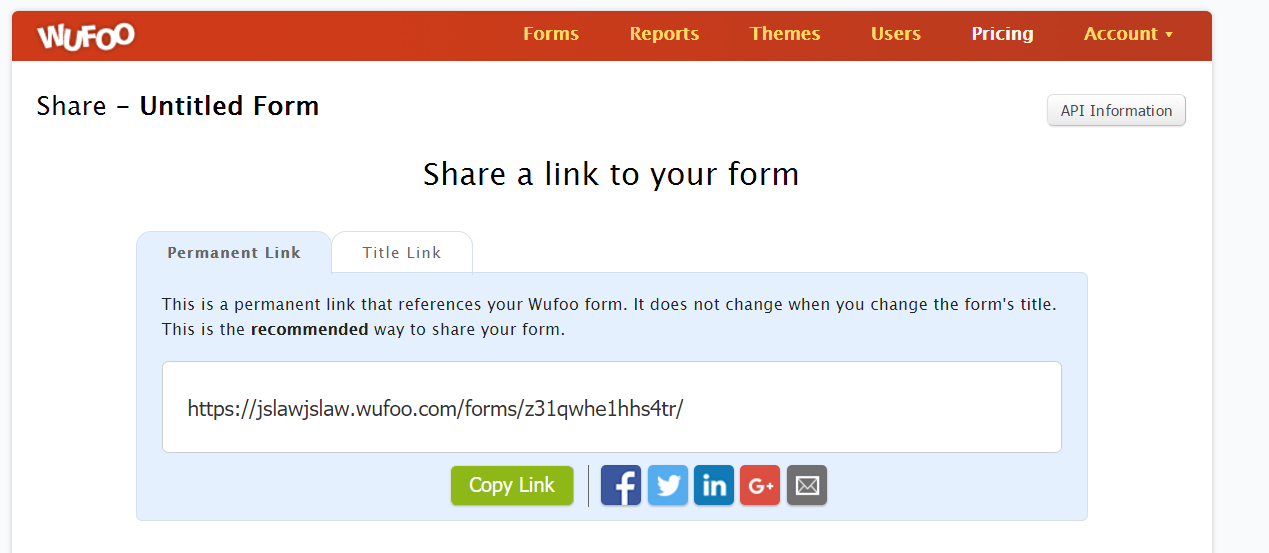 WUFOO
Forms Reports Themes Users Pricing Account
Share – Untitled Form
API Information
Share a link to your form
Permanent Link
Title Link
This is a permanent link that references your Wufoo form. It does not change when you change the form's title.
This is the recommended way to share your form.
https://jslawjslaw.wufoo.com/forms/z31qwhe1hhs4tr/
Copy Link
f
in
G+